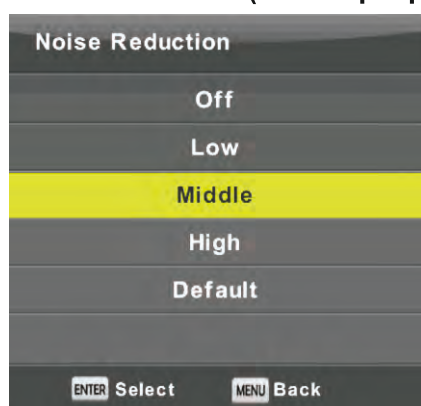 Noise Reduction
Off
Low
Middle
High
Default
ENTER Select MENU Back